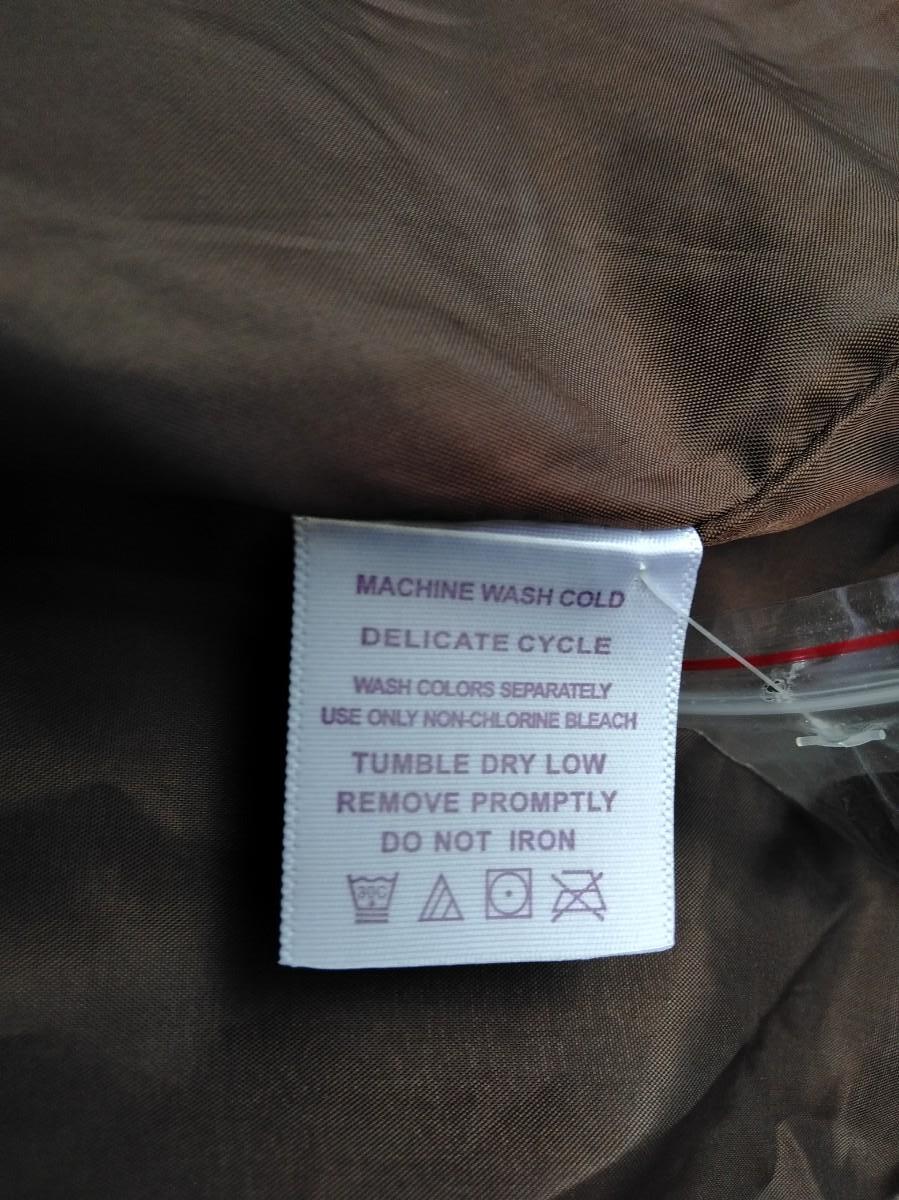 MACHINE WASH COLD
DELICATE CYCLE
WASH COLORS SEPARATELY
USE ONLY NON-CHLORINE BLEACH
TUMBLE DRY LOW
REMOVE PROMPTLY
DO NOT IRON
30C